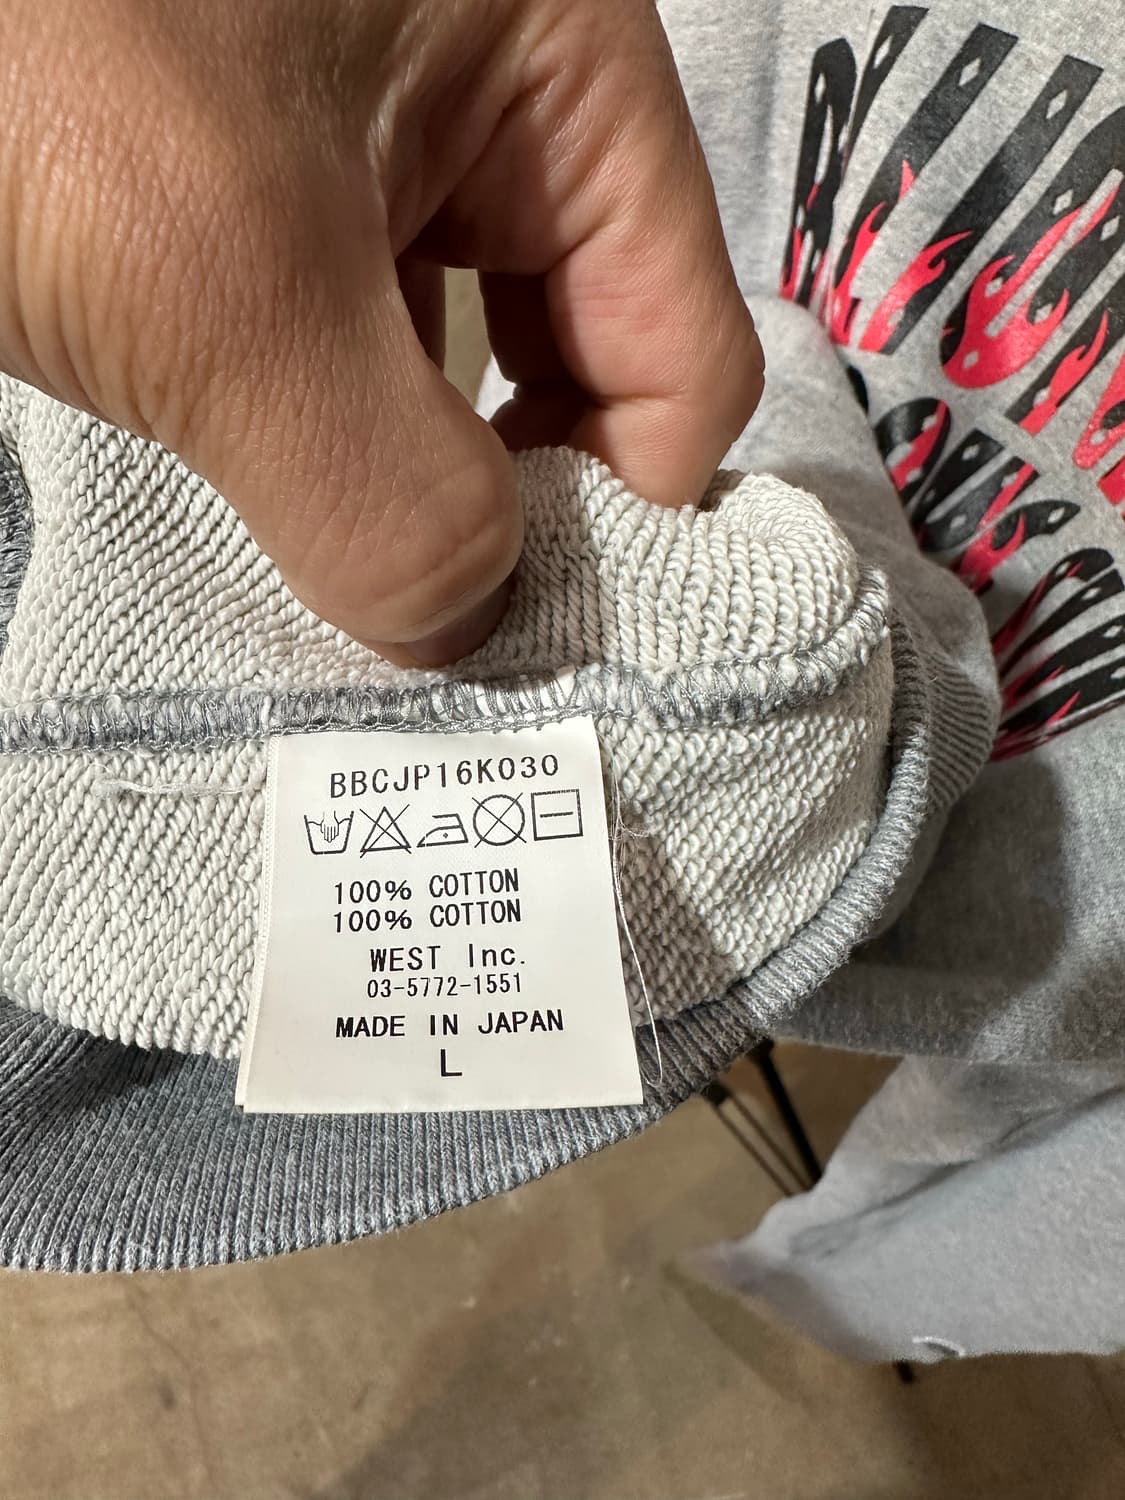 BBCJP16K030
100% COTTON
100% COTTON
WEST Inc.
03-5772-1551
MADE IN JAPAN
L